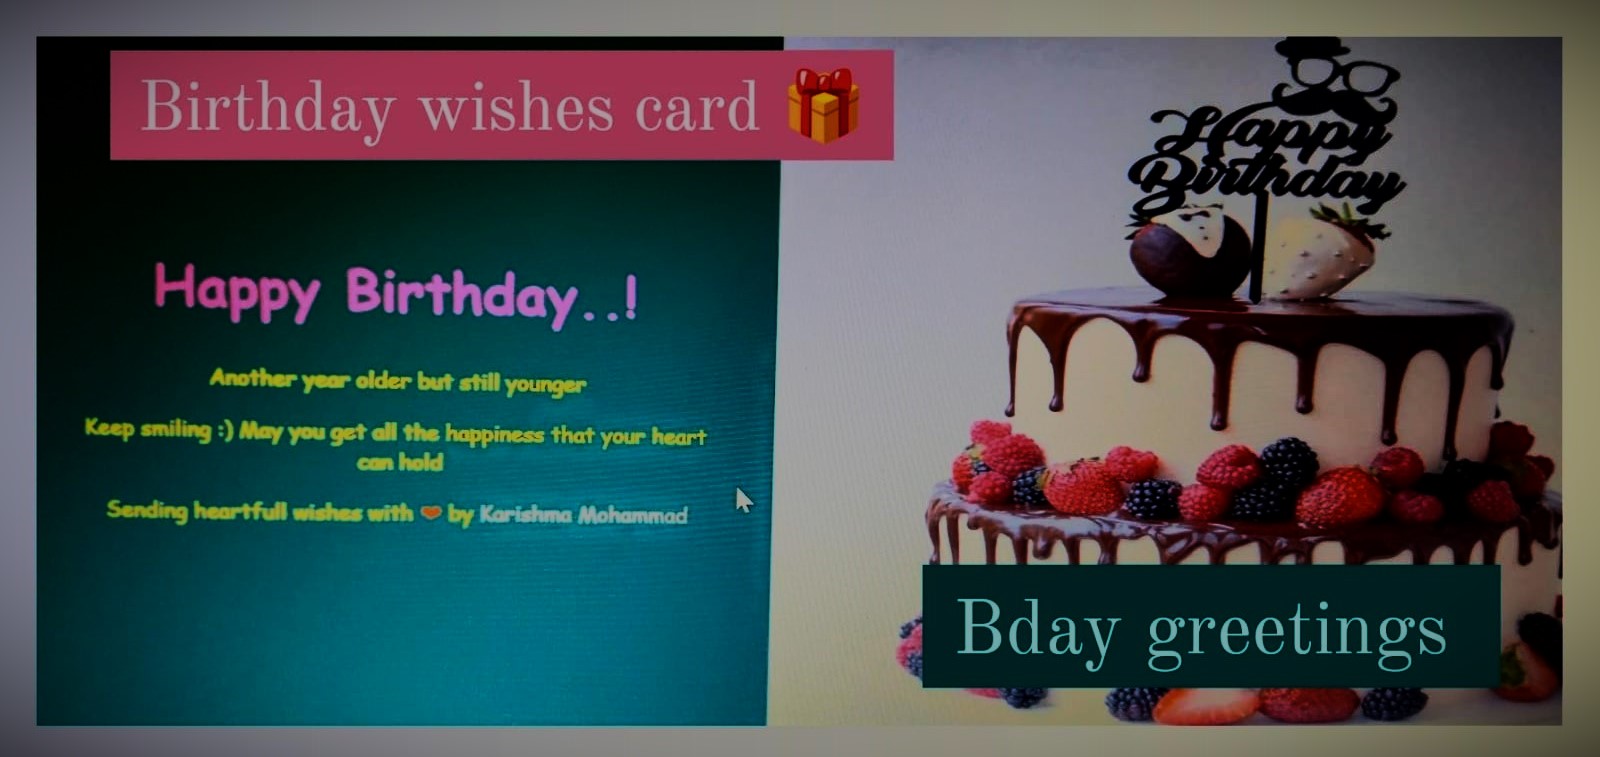 Birthday wishes card 🎁
Happy Birthday..!
Another year older but still younger
Keep smiling :) May you get all the happiness that your heart
can hold
Sending heartfull wishes with ❤ by Karishma Mohammad
Happy
Birthday
Bday greetings